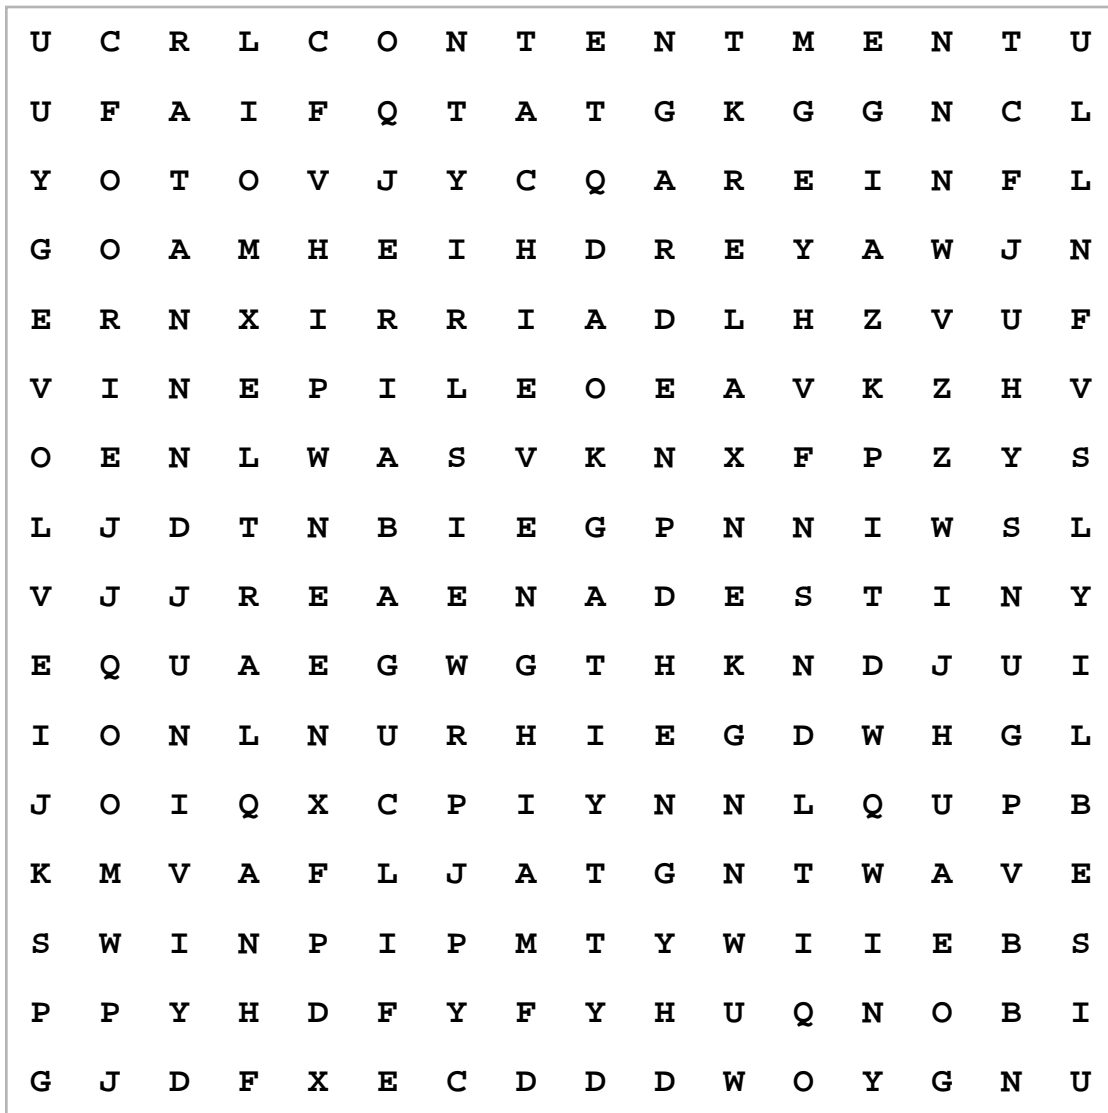 U C R L C O N T E N T M E N T U
U F A I F Q T A T G K G G N C L
Y O T O V J Y C Q A R E I N F L
G O A M H E I H D R E Y A W J N
E R N X I R R I A D L H Z V U F
V I N E P I L E O E A V K Z H V
O E N L W A S V K N X F P Z Y S
L J D T N B I E G P N N I W S L
V J J R E A E N A D E S T I N Y
E Q U A E G W G T H K N D J U I
I O N L N U R H I E G D W H G L
J O I Q X C P I Y N N L Q U P B
K M V A F L J A T G N T W A V E
S W I N P I P M T Y W I I E B S
P P Y H D F Y F Y H U Q N O B I
G J D F X E C D D D W O Y G N U